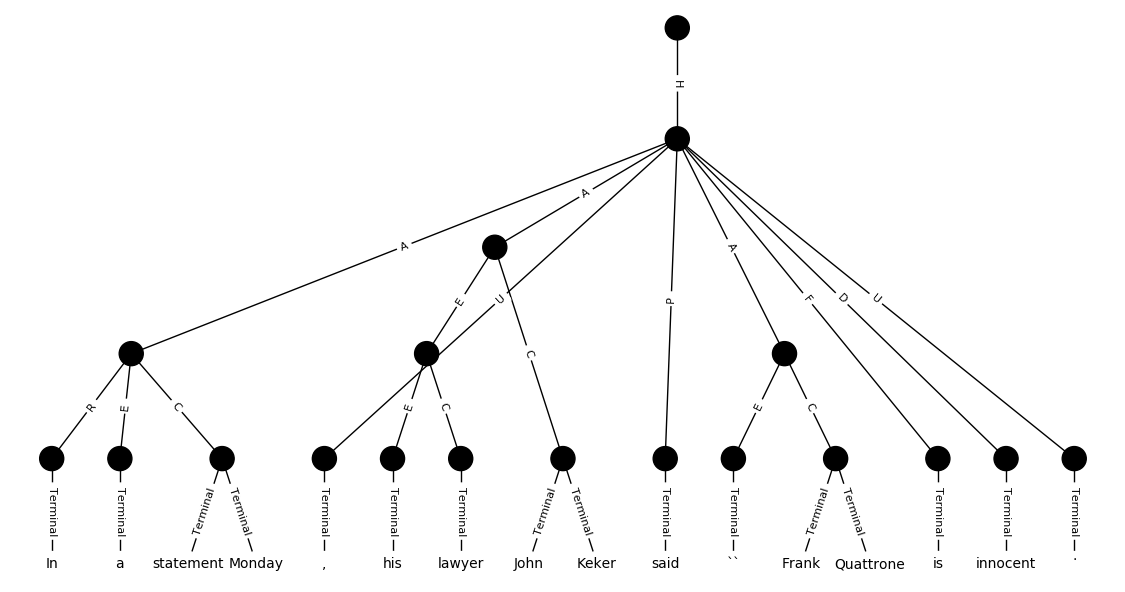 H
A
A
U
P
A
F
D
U
E
C
R
E
C
E
C
E
C
Terminal Terminal Terminal Terminal Terminal Terminal Terminal Terminal Terminal Terminal Terminal Terminal Terminal Terminal Terminal Terminal
In a statement Monday , his lawyer John Keker said `` Frank Quattrone is innocent .